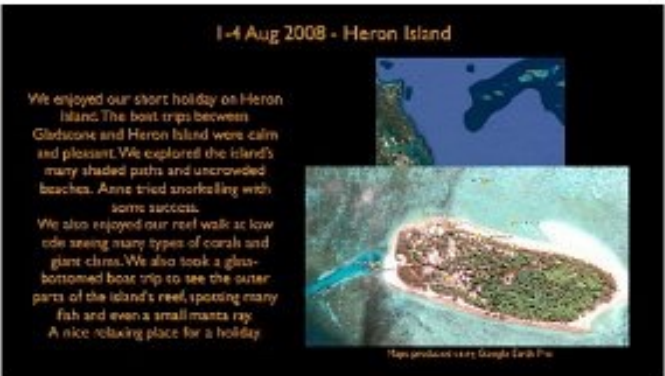 1-4 Aug 2008 - Heron Island
We enjoyed our short holiday on Heron
Island. The boat trips between
Gladstone and Heron Island were calm
and pleasant. We explored the island's
many shaded paths and uncrowded
beaches. Anne tried snorkelling with
some success.
We also enjoyed our reef walk at low
tide seeing many types of corals and
giant clams. We also took a glass-
bottomed boat trip to see the outer
parts of the island's reef, spotting many
fish and even a small manta ray.
A nice relaxing place for a holiday.
Maps produced using Google Earth Pro